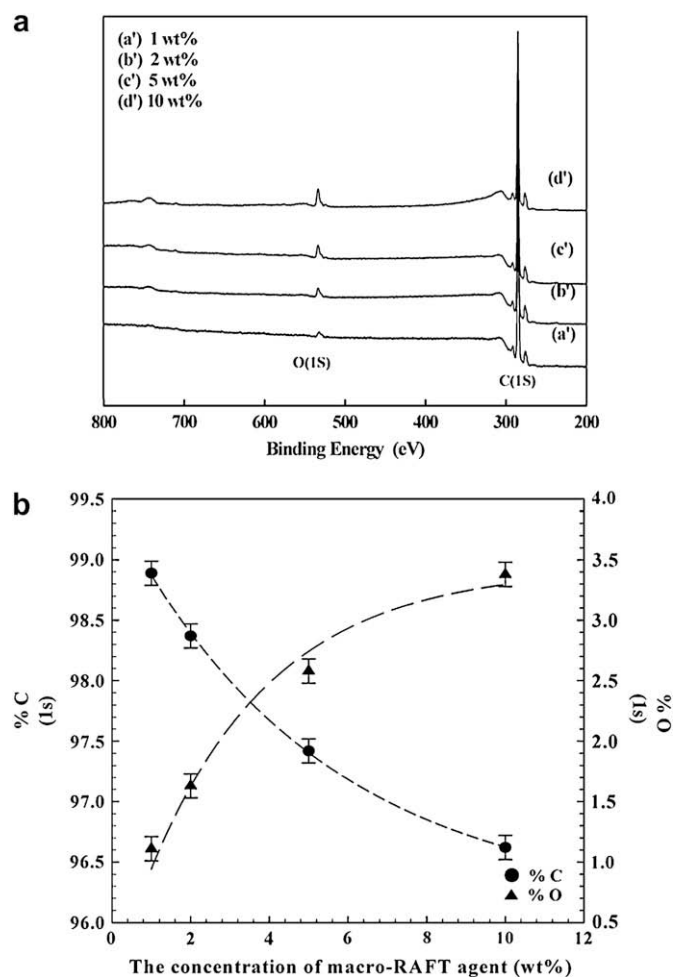 a
(a') 1 wt%
(b') 2 wt%
(c') 5 wt%
(d') 10 wt%
(d')
(c')
(b')
(a')
O(1S)
C(1S)
800 700 600 500 400 300 200
Binding Energy (eV)
b
99.5
99.0
98.5
98.0
97.5
97.0
96.5
96.0
% C
(1s)
4.0
3.5
3.0
2.5
2.0
1.5
1.0
0.5
% O
(1s)
% C
% O
0 2 4 6 8 10 12
The concentration of macro-RAFT agent (wt%)